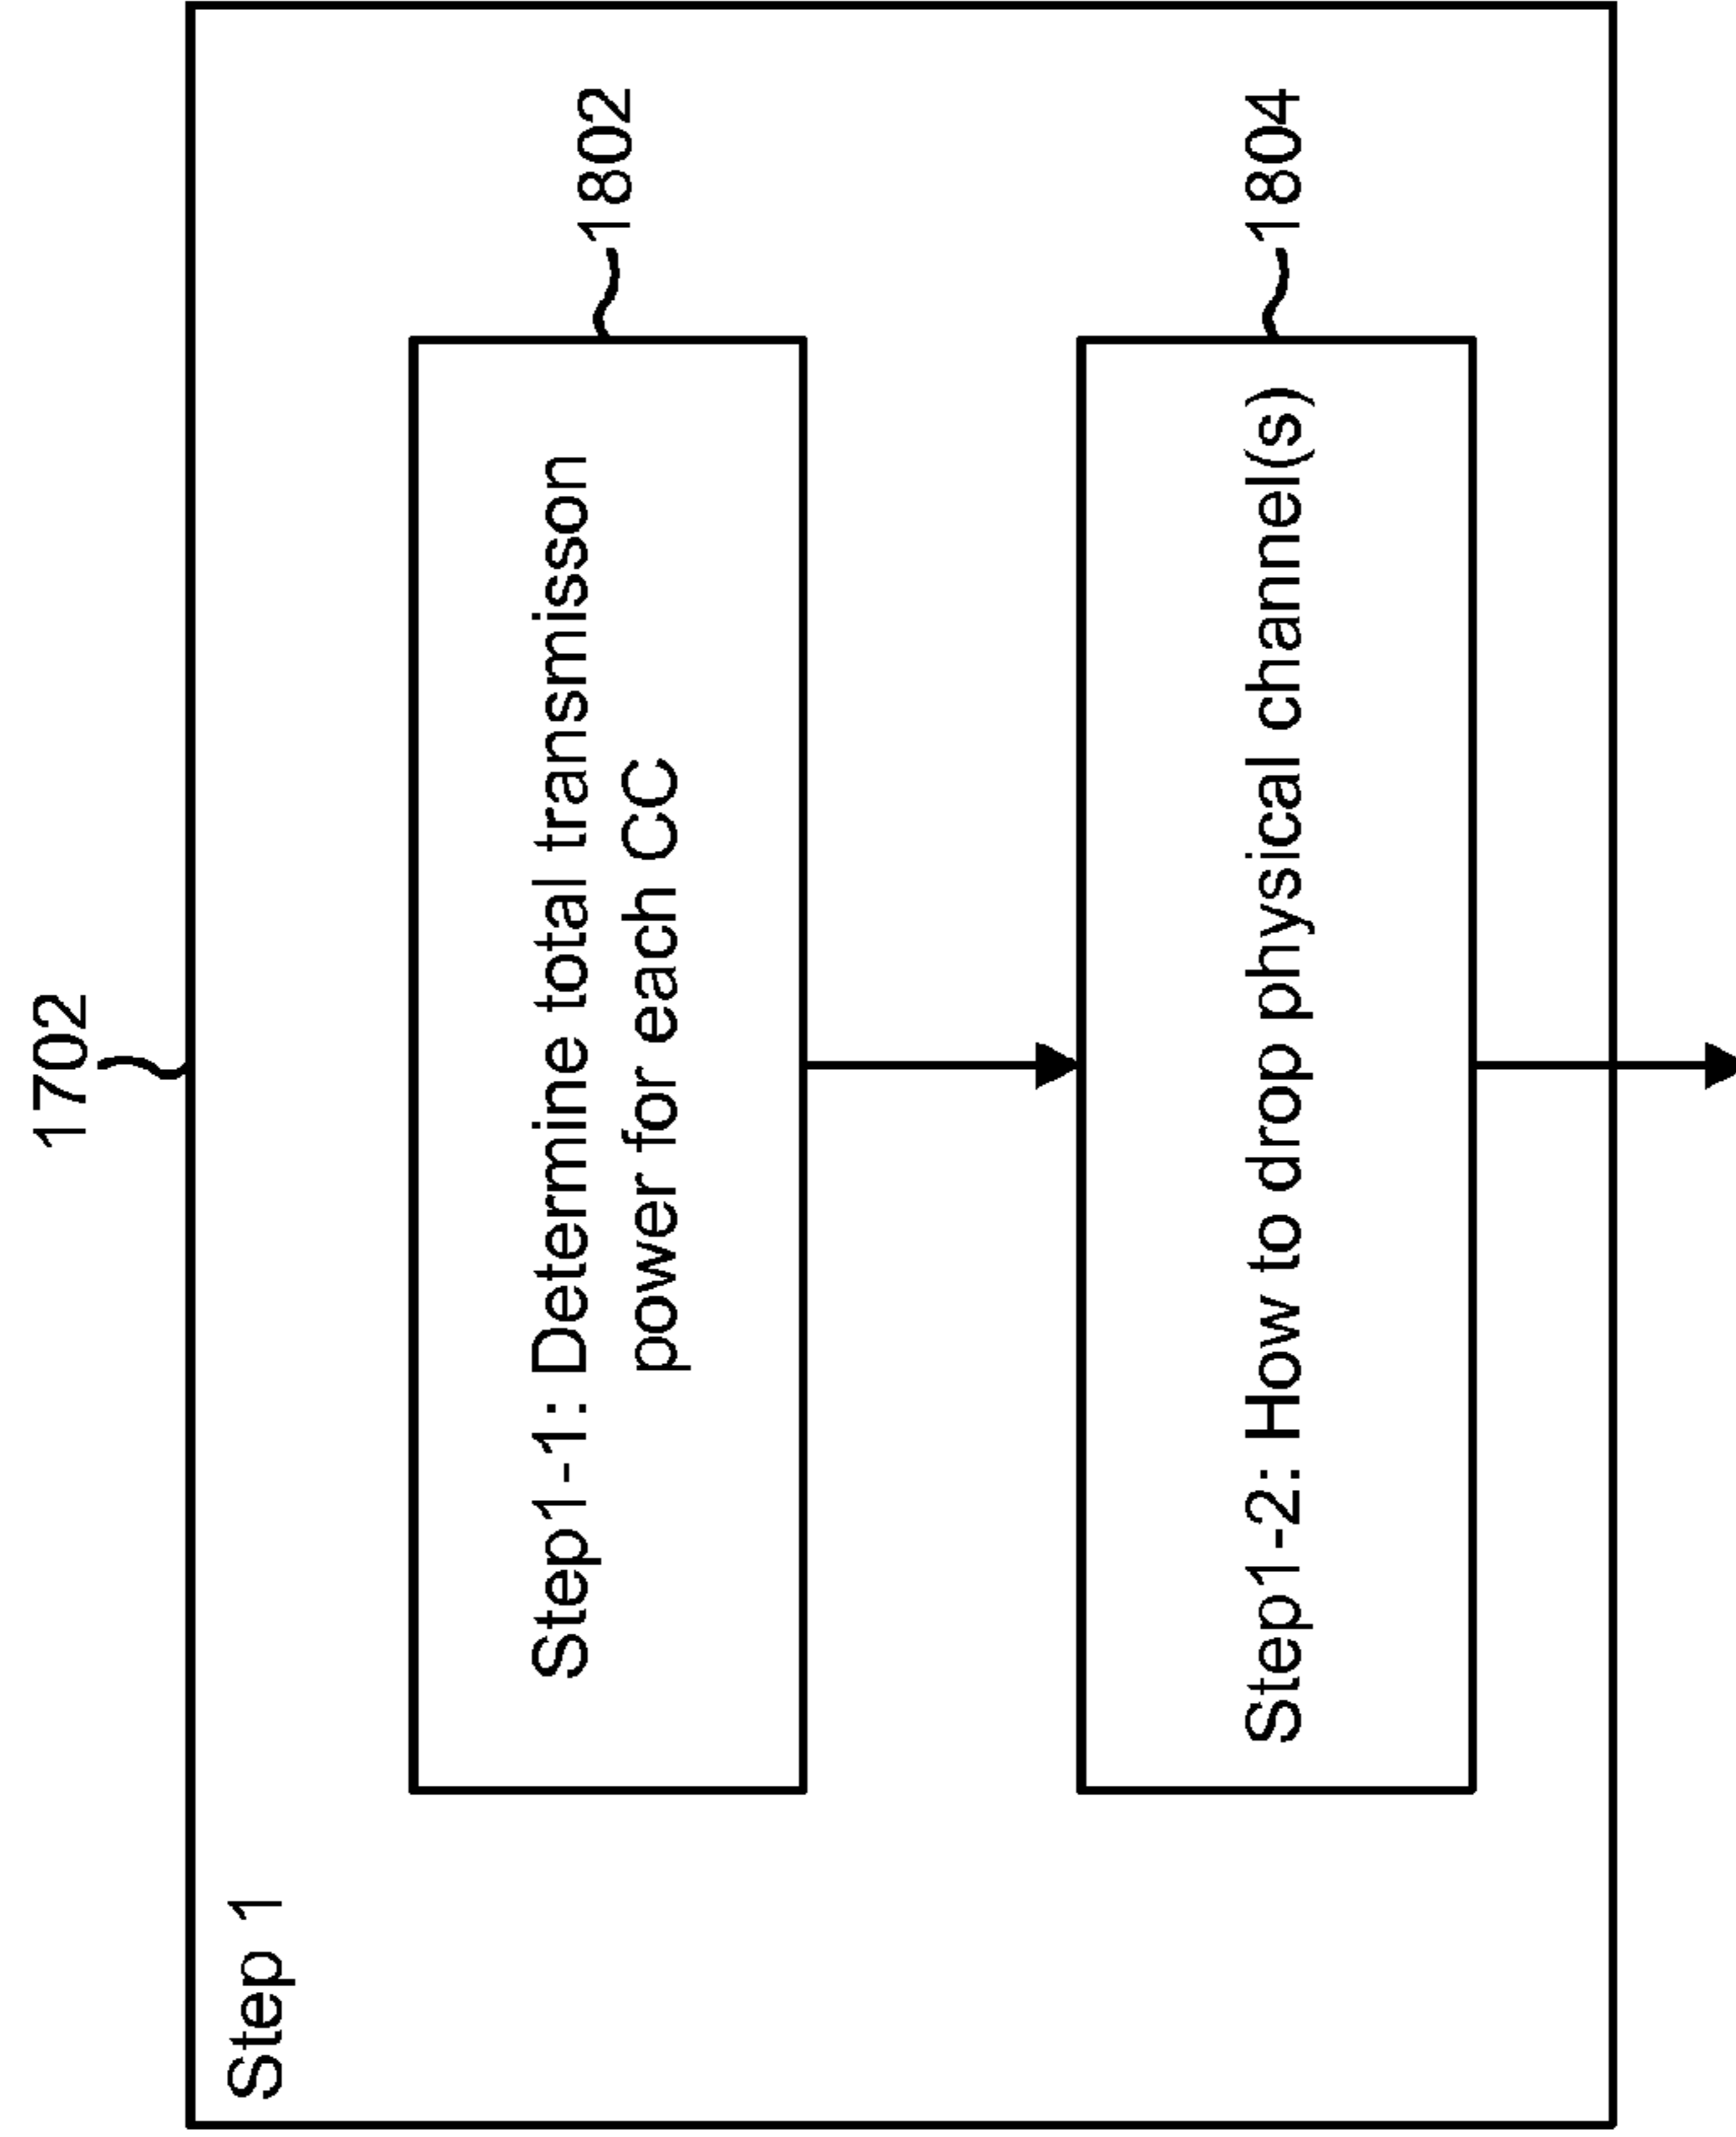 1702
Step 1
1802
Step1-1: Determine total transmisson
power for each CC
1804
Step1-2: How to drop physical channel(s)